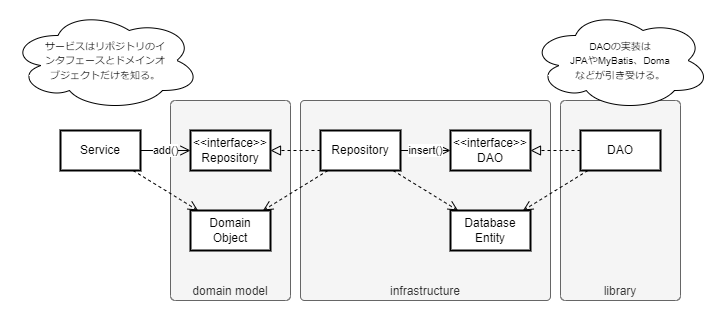 サービスはリポジトリのイ
ンタフェースとドメインオ
ブジェクトだけを知る。
DAOの実装は
JPAやMyBatis、Doma
などが引き受ける。
Service
add()
<<interface>>
Repository
Repository
insert()
<<interface>>
DAO
DAO
Domain
Object
Database
Entity
domain model
infrastructure
library